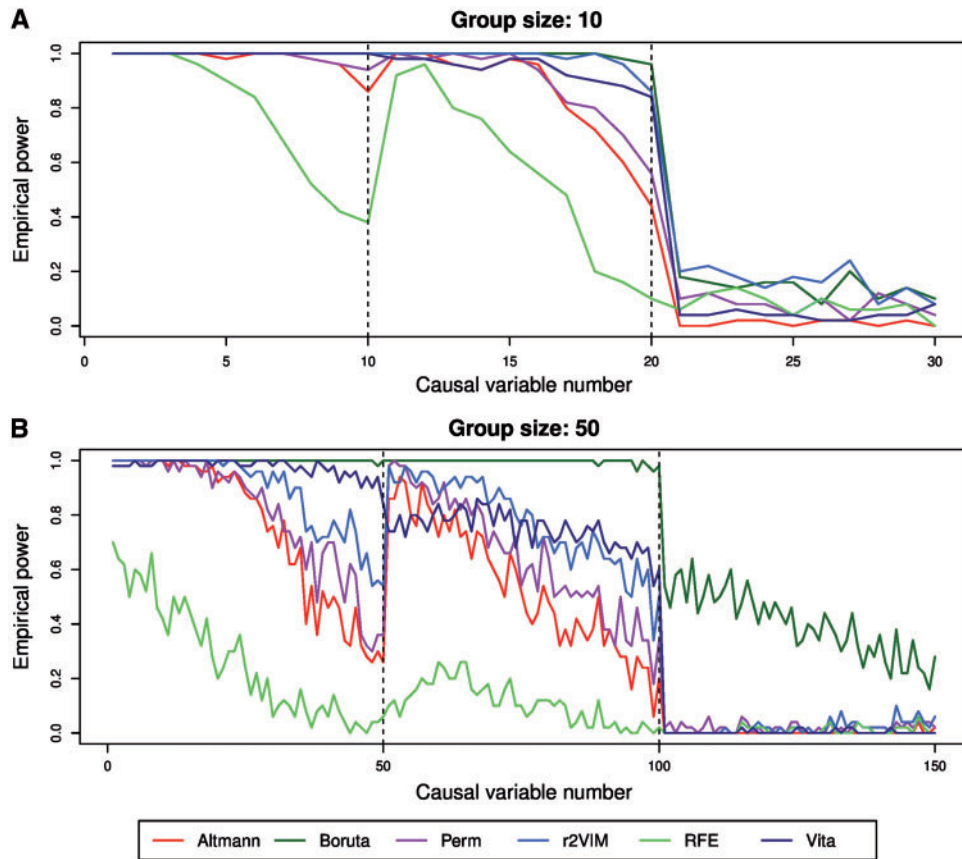 A
Group size: 10
Empirical power
1.0
0.8
0.6
0.4
0.2
0.0
0 5 10 15 20 25 30
Causal variable number
B
Group size: 50
Empirical power
1.0
0.8
0.6
0.4
0.2
0.0
0 50 100 150
Causal variable number
Altmann Boruta Perm r2VIM RFE Vita